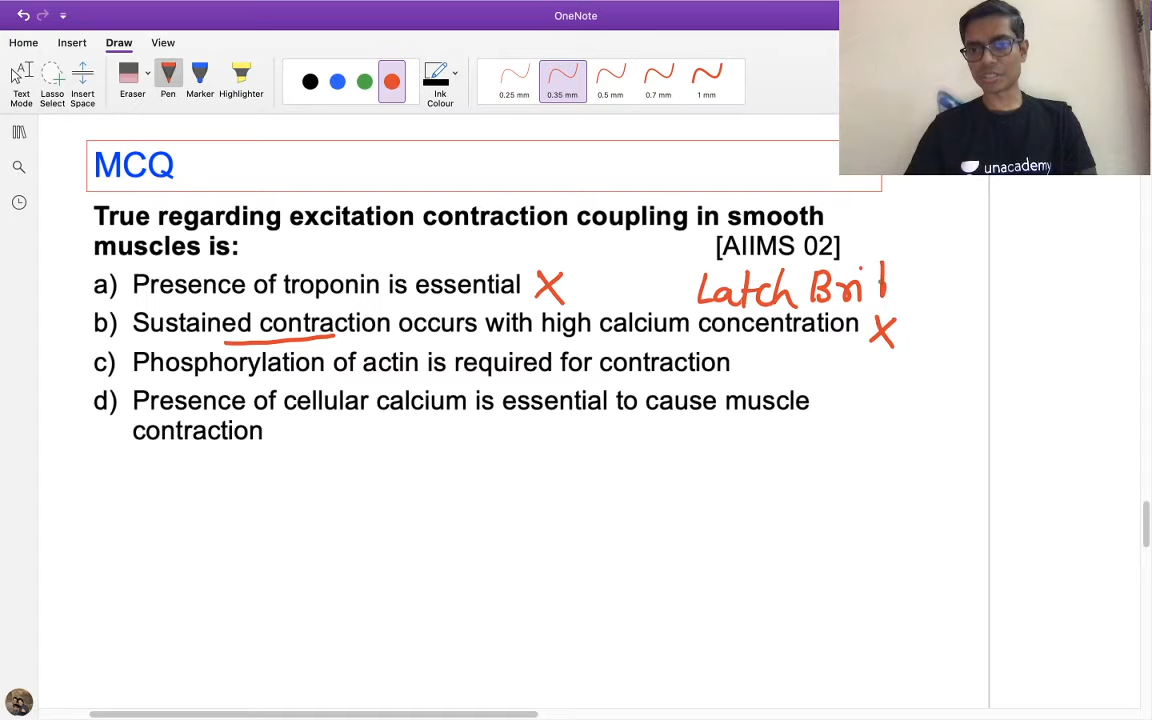 OneNote
Home Insert Draw View
Text Mode
Lasso Select
Insert Space
Eraser
Pen
Marker
Highlighter
Ink Colour
0.25 mm
0.35 mm
0.5 mm
0.7 mm
1 mm
unacademy
MCQ
True regarding excitation contraction coupling in smooth
muscles is: [AIIMS 02]
a) Presence of troponin is essential X Latch Bri
b) Sustained contraction occurs with high calcium concentration X
c) Phosphorylation of actin is required for contraction
d) Presence of cellular calcium is essential to cause muscle
contraction